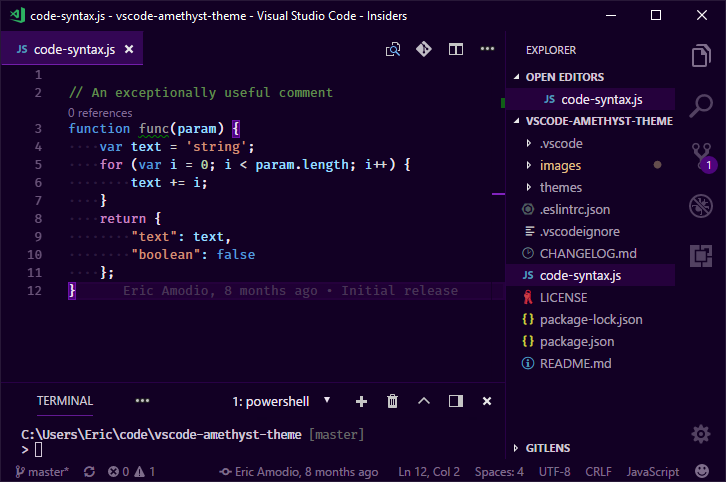 code-syntax.js - vscode-amethyst-theme - Visual Studio Code - Insiders
JS code-syntax.js
1
2 // An exceptionally useful comment
0 references
3 function func(param) {
4 ····var text = 'string';
5 ····for (var i = 0; i < param.length; i++) {
6 ········text += i;
7 ····}
8 ····return {
9 ········"text": text,
10 ········"boolean": false
11 ····};
12 } Eric Amodio, 8 months ago • Initial release
EXPLORER
OPEN EDITORS
JS code-syntax.js
VSCODE-AMETHYST-THEME
.vscode
images
themes
.eslintrc.json
.vscodeignore
CHANGELOG.md
JS code-syntax.js
LICENSE
{} package-lock.json
{} package.json
README.md
GITLENS
1
TERMINAL ••• 1: powershell
C:\Users\Eric\code\vscode-amethyst-theme [master]
>
master* 0 1 Eric Amodio, 8 months ago Ln 12, Col 2 Spaces: 4 UTF-8 CRLF JavaScript